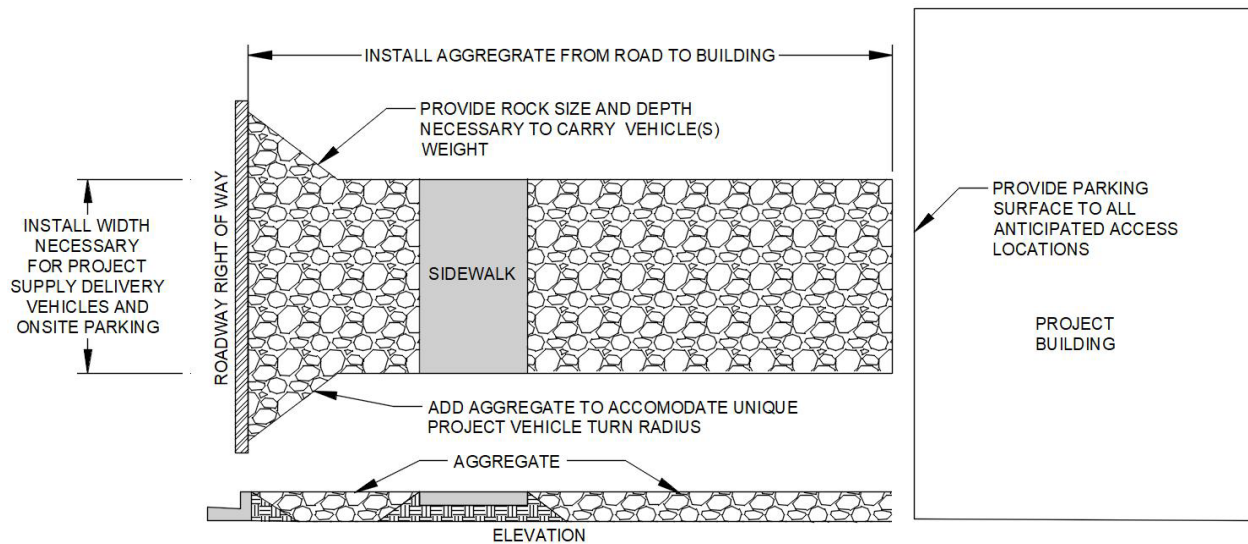 INSTALL AGGREGRATE FROM ROAD TO BUILDING
PROVIDE ROCK SIZE AND DEPTH
NECESSARY TO CARRY VEHICLE(S)
WEIGHT
INSTALL WIDTH
NECESSARY
FOR PROJECT
SUPPLY DELIVERY
VEHICLES AND
ONSITE PARKING
ROADWAY RIGHT OF WAY
SIDEWALK
PROVIDE PARKING
SURFACE TO ALL
ANTICIPATED ACCESS
LOCATIONS
PROJECT
BUILDING
ADD AGGREGATE TO ACCOMODATE UNIQUE
PROJECT VEHICLE TURN RADIUS
AGGREGATE
ELEVATION